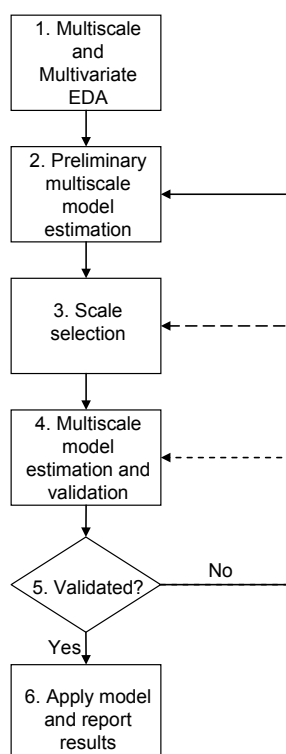 1. Multiscale
and
Multivariate
EDA
2. Preliminary
multiscale
model
estimation
3. Scale
selection
4. Multiscale
model
estimation and
validation
5. Validated?
No
Yes
6. Apply model
and report
results